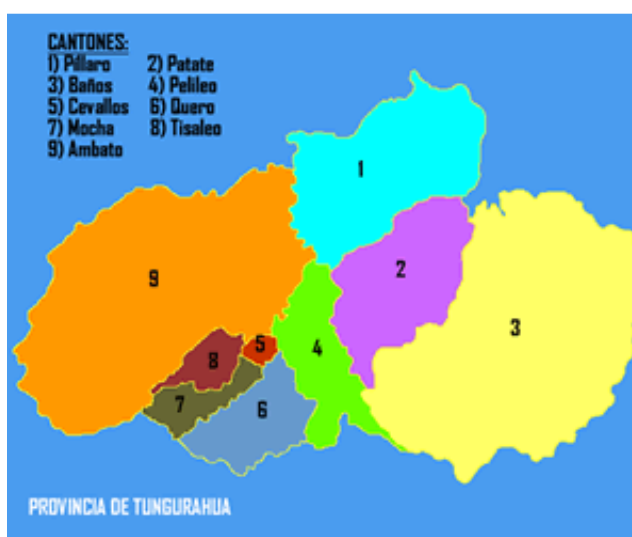 CANTONES:
1) Píllaro 2) Patate
3) Baños 4) Pelileo
5) Cevallos 6) Quero
7) Mocha 8) Tisaleo
9) Ambato
1
2
9
3
5
4
8
7
6
PROVINCIA DE TUNGURAHUA